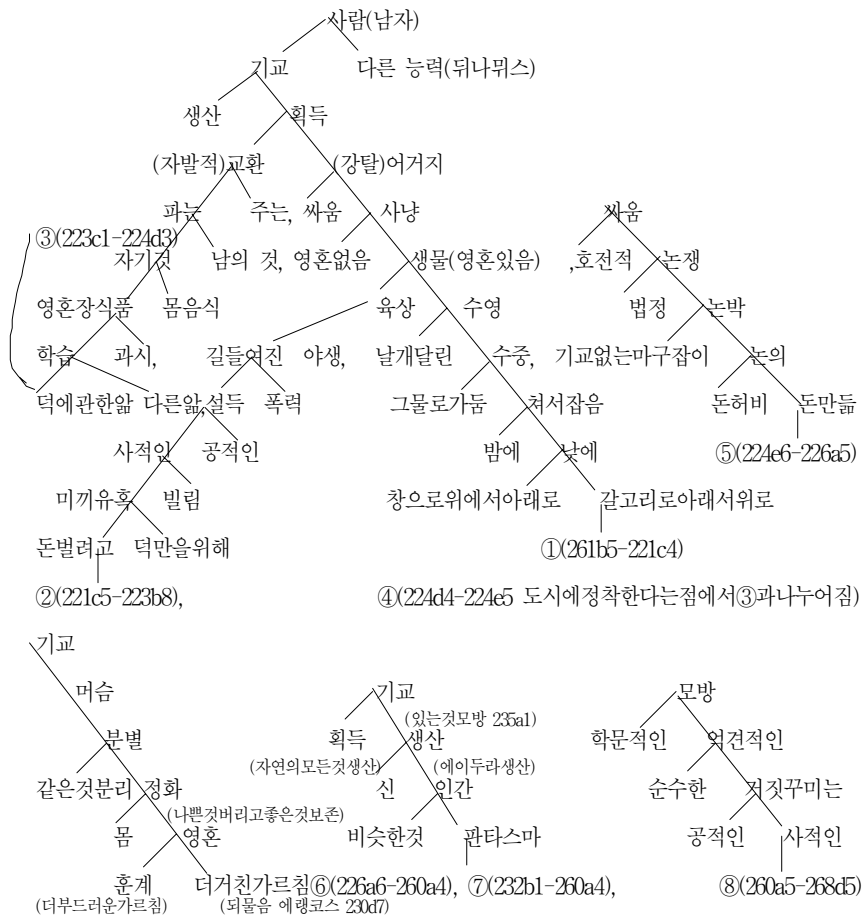 사람(남자)
기교 다른 능력(뒤나뮈스)
생산 획득
(자발적)교환 (강탈)어거지
파는 주는, 싸움 사냥 싸움
③(223c1-224d3)
자기것 남의 것, 영혼없음 생물(영혼있음) ,호전적 논쟁
영혼장식품 몸음식 육상 수영 법정 논박
학습 과시, 길들여진 야생, 날개달린 수중, 기교없는마구잡이 논의
덕에관한앎 다른앎,설득 폭력 그물로가둠 쳐서잡음 돈허비 돈만듦
사적인 공적인 밤에 낮에 ⑤(224e6-226a5)
미끼유혹 빌림 창으로위에서아래로 갈고리로아래서위로
돈벌려고 덕만을위해 ①(261b5-221c4)
②(221c5-223b8), ④(224d4-224e5 도시에정착한다는점에서③과나누어짐)
기교
머슴 기교 모방
(있는것모방 235a1)
분별 획득 생산 학문적인 억견적인
(자연의모든것생산) (에이두라생산)
같은것분리 정화 신 인간 순수한 거짓꾸미는
(나쁜것버리고좋은것보존)
몸 영혼 비슷한것 판타스마 공적인 사적인
훈계 더거친가르침 ⑥(226a6-260a4), ⑦(232b1-260a4), ⑧(260a5-268d5)
(더부드러운가르침) (되물음 에랭코스 230d7)